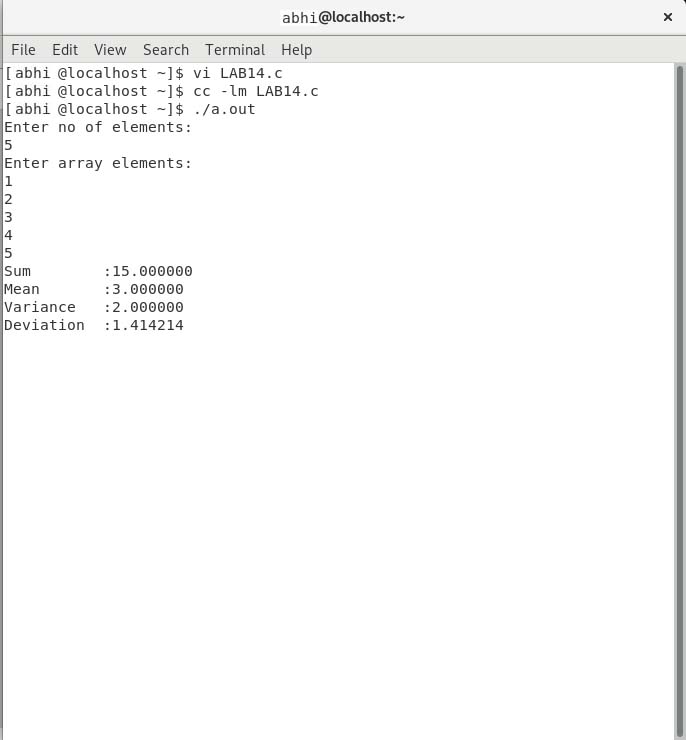 abhi@localhost:~ ×
File Edit View Search Terminal Help
[abhi @localhost ~]$ vi LAB14.c
[abhi @localhost ~]$ cc -lm LAB14.c
[abhi @localhost ~]$ ./a.out
Enter no of elements:
5
Enter array elements:
1
2
3
4
5
Sum        :15.000000
Mean       :3.000000
Variance   :2.000000
Deviation  :1.414214